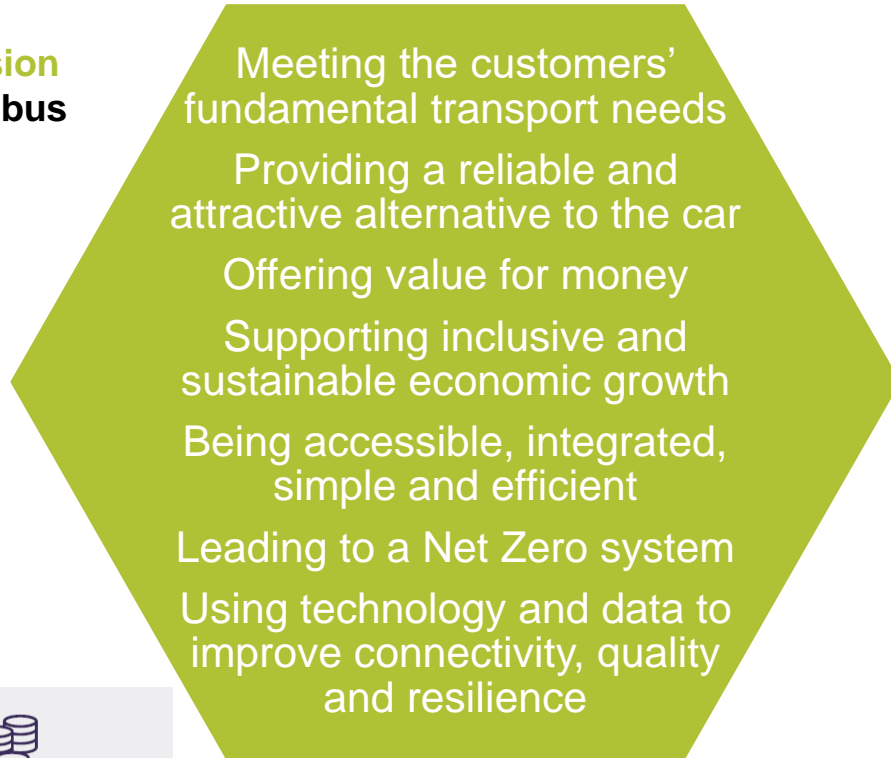 sion
bus
Meeting the customers’
fundamental transport needs
Providing a reliable and
attractive alternative to the car
Offering value for money
Supporting inclusive and
sustainable economic growth
Being accessible, integrated,
simple and efficient
Leading to a Net Zero system
Using technology and data to
improve connectivity, quality
and resilience